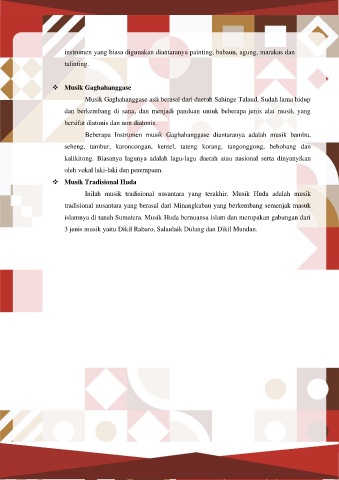 instrumen yang biasa digunakan diantaranya painting, babaun, agung, marakas dan
talinting.
❖ Musik Gaghahanggase
Musik Gaghahanggase asli berasal dari daerah Sahinge Talaud. Sudah lama hidup
dan berkembang di sana, dan menjadi panduan untuk beberapa jenis alat musik yang
bersifat diatonis dan non diatonis.
Beberapa Instrumen musik Gaghahanggase diantaranya adalah musik bambu,
seheng, tambur, karoncongan, kentel, tateng korang, tangonggong, bohobang dan
kalikitong. Biasanya lagunya adalah lagu-lagu daerah atau nasional serta dinyanyikan
oleh vokal laki-laki dan perempuan.
❖ Musik Tradisional Huda
Inilah musik tradisional nusantara yang terakhir. Musik Huda adalah musik
tradisional nusantara yang berasal dari Minangkabau yang berkembang semenjak masuk
islamnya di tanah Sumatera. Musik Huda bernuansa islam dan merupakan gabungan dari
3 jenis musik yaitu Dikil Rabaro, Salaulaik Dulang dan Dikil Mundan.